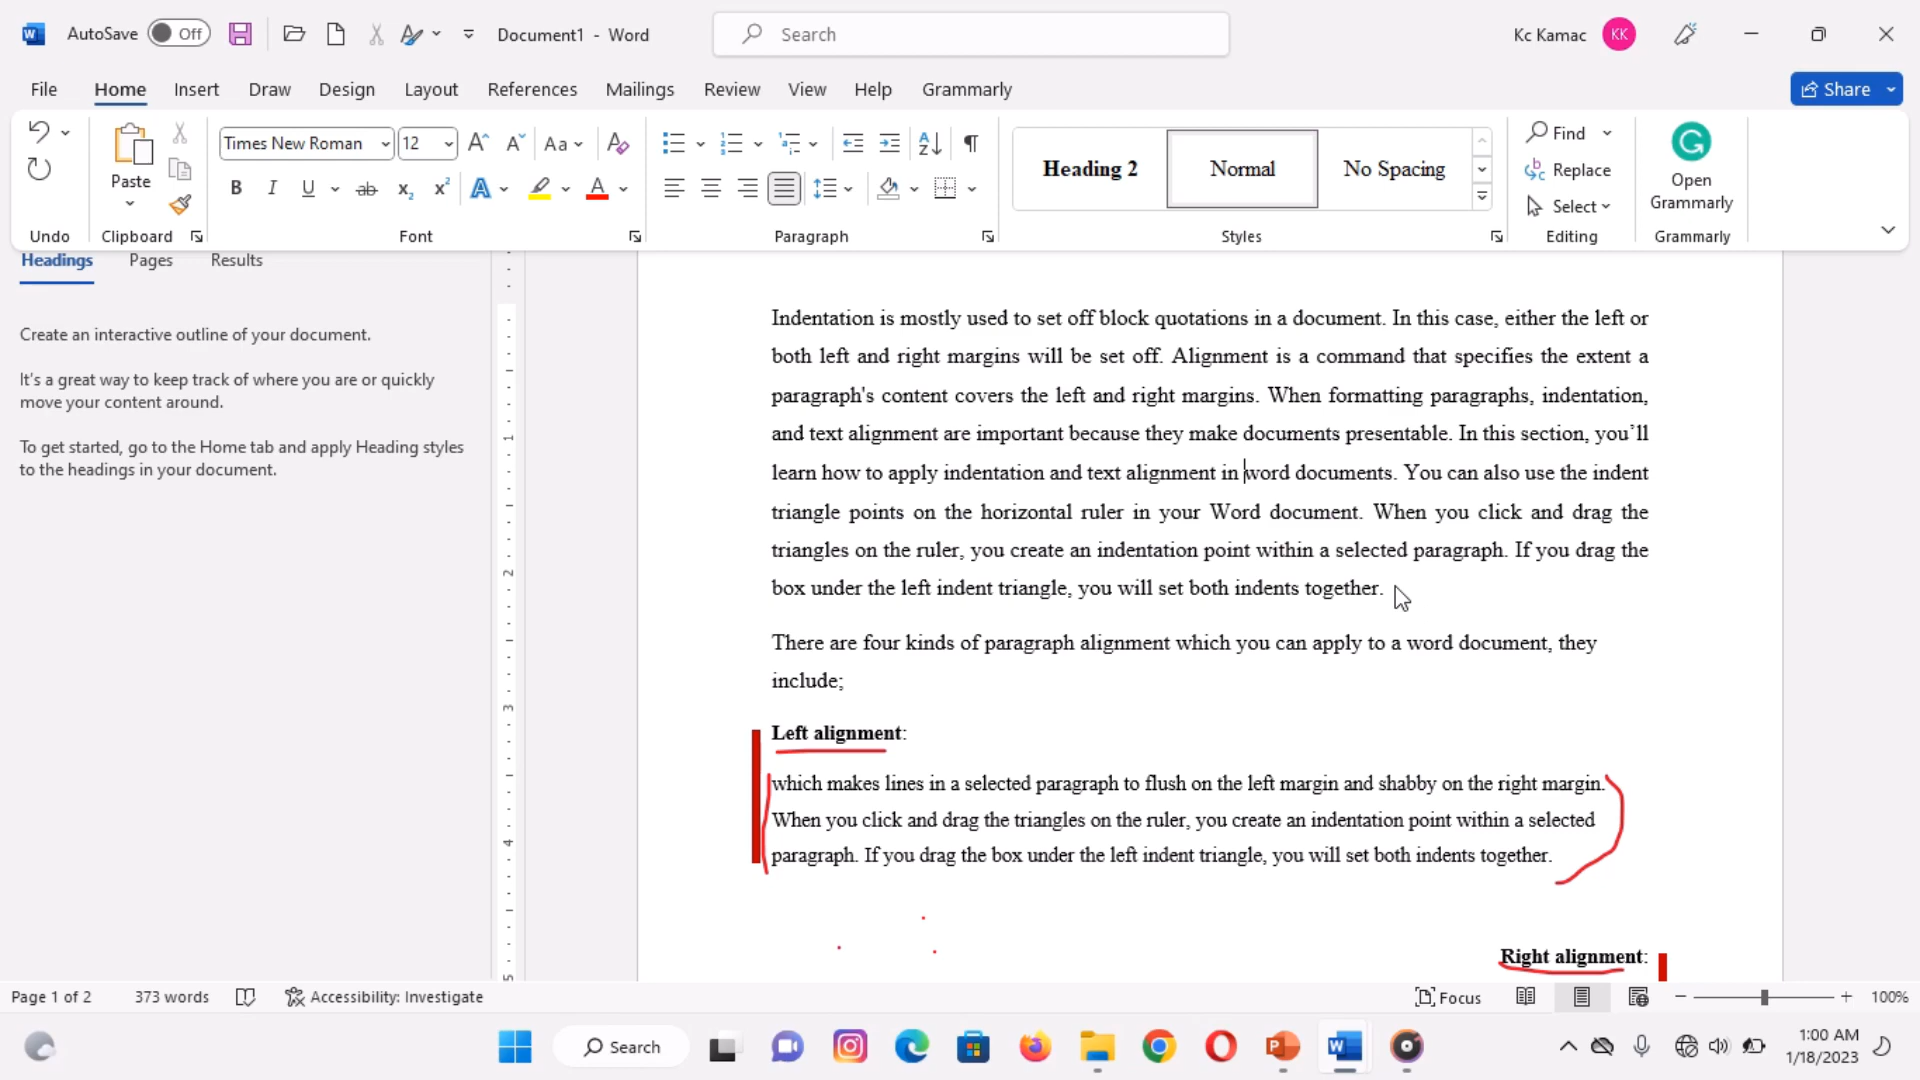 AutoSave Off Document1 - Word Search Kc Kamac KK
File Home Insert Draw Design Layout References Mailings Review View Help Grammarly Share
Times New Roman 12 Aa
Paste B I U ab x2 x2 A A
Heading 2 Normal No Spacing
Find
Replace
Select
Open
Grammarly
Undo Clipboard Font Paragraph Styles Editing Grammarly
Headings Pages Results
Create an interactive outline of your document.
It's a great way to keep track of where you are or quickly
move your content around.
To get started, go to the Home tab and apply Heading styles
to the headings in your document.
1
2
3
4
5
Indentation is mostly used to set off block quotations in a document. In this case, either the left or
both left and right margins will be set off. Alignment is a command that specifies the extent a
paragraph's content covers the left and right margins. When formatting paragraphs, indentation,
and text alignment are important because they make documents presentable. In this section, you’ll
learn how to apply indentation and text alignment in word documents. You can also use the indent
triangle points on the horizontal ruler in your Word document. When you click and drag the
triangles on the ruler, you create an indentation point within a selected paragraph. If you drag the
box under the left indent triangle, you will set both indents together.
There are four kinds of paragraph alignment which you can apply to a word document, they
include;
Left alignment:
which makes lines in a selected paragraph to flush on the left margin and shabby on the right margin.
When you click and drag the triangles on the ruler, you create an indentation point within a selected
paragraph. If you drag the box under the left indent triangle, you will set both indents together.
Right alignment:
Page 1 of 2 373 words Accessibility: Investigate Focus 100%
Search
1:00 AM
1/18/2023